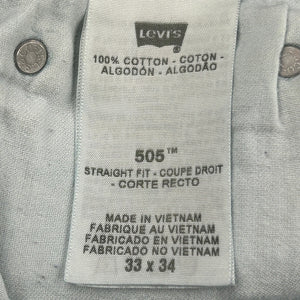 Levi's ®
100% COTTON - COTON -
ALGODÓN - ALGODÃO
505™
STRAIGHT FIT - COUPE DROIT
- CORTE RECTO
MADE IN VIETNAM
FABRIQUE AU VIETNAM
FABRICADO EN VIETNAM
FABRICADO NO VIETNAM
33 x 34